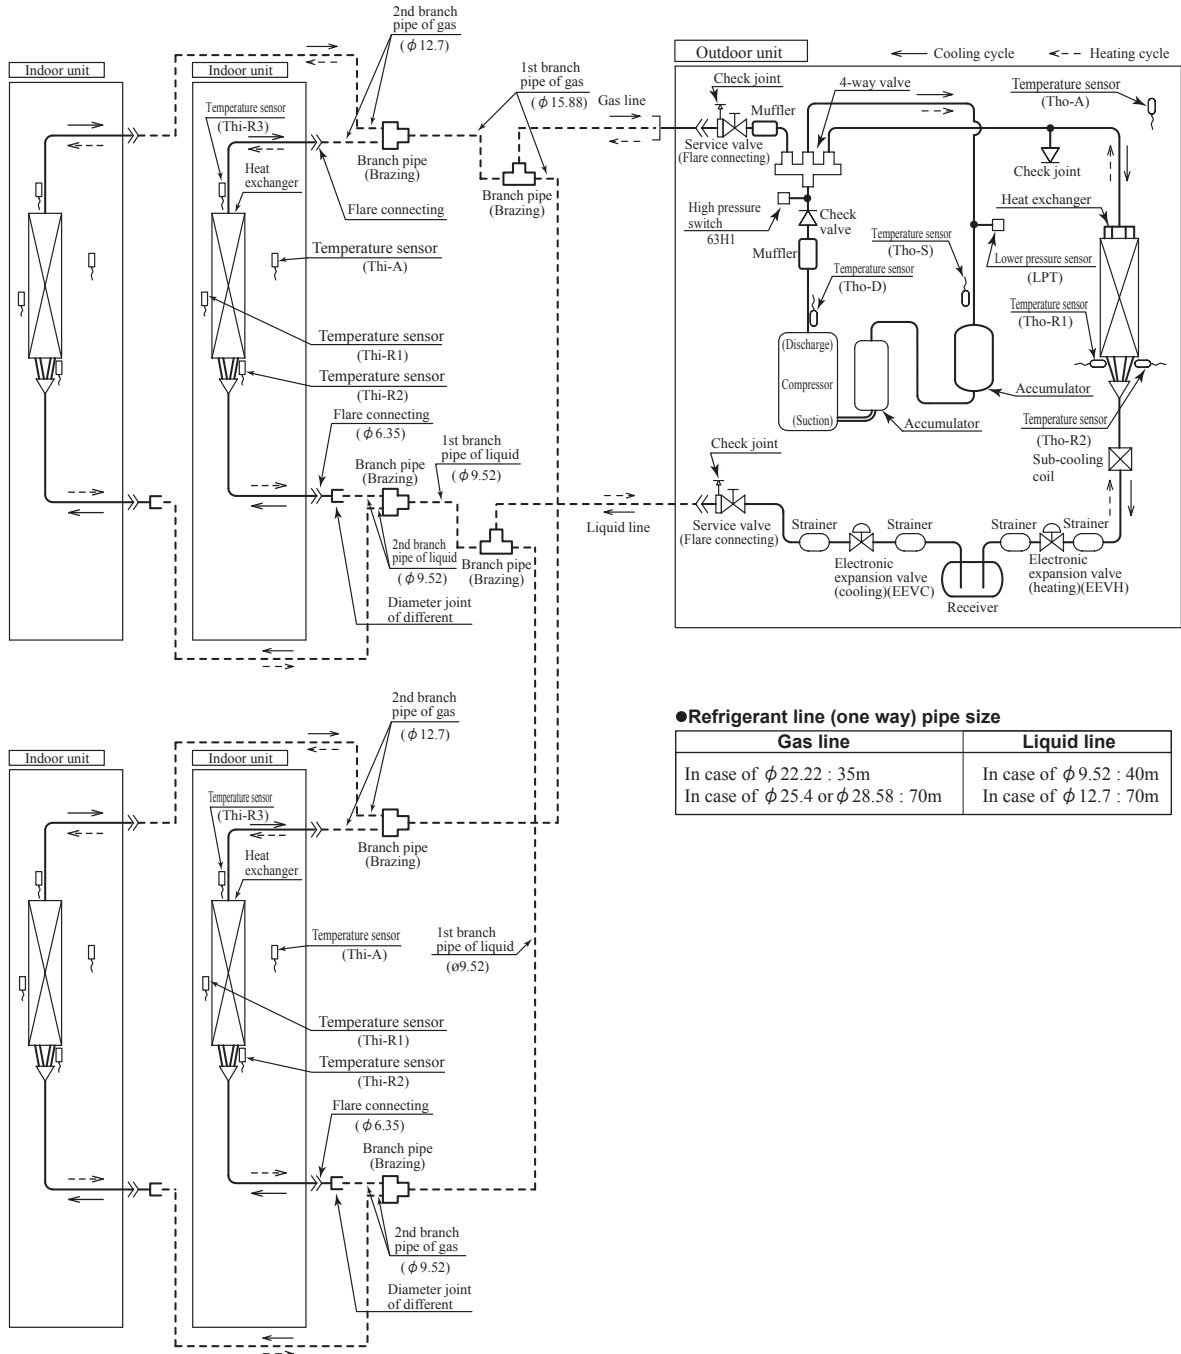 2nd branch
pipe of gas
(φ12.7)
Indoor unit
Indoor unit
Temperature sensor
(Thi-R3)
Heat
exchanger
Branch pipe
(Brazing)
Flare connecting
Temperature sensor
(Thi-A)
Temperature sensor
(Thi-R1)
Temperature sensor
(Thi-R2)
Flare connecting
(φ6.35)
1st branch
pipe of gas
(φ15.88)
Gas line
Branch pipe
(Brazing)
1st branch
pipe of liquid
(φ9.52)
Branch pipe
(Brazing)
2nd branch
pipe of liquid
(φ9.52)
Branch pipe
(Brazing)
Diameter joint
of different
Liquid line
Outdoor unit
Cooling cycle
Heating cycle
Check joint
Muffler
4-way valve
Temperature sensor
(Tho-A)
Service valve
(Flare connecting)
Check joint
High pressure
switch
63H1
Check
valve
Muffler
Temperature sensor
(Tho-S)
Heat exchanger
Temperature sensor
(Tho-D)
Lower pressure sensor
(LPT)
Temperature sensor
(Tho-R1)
(Discharge)
Compressor
(Suction)
Accumulator
Accumulator
Temperature sensor
(Tho-R2)
Sub-cooling
coil
Check joint
Service valve
(Flare connecting)
Strainer
Strainer
Strainer
Strainer
Electronic
expansion valve
(cooling)(EEVC)
Receiver
Electronic
expansion valve
(heating)(EEVH)
●Refrigerant line (one way) pipe size
Gas line Liquid line
In case of φ22.22 : 35m In case of φ9.52 : 40m
In case of φ25.4 or φ28.58 : 70m In case of φ12.7 : 70m
2nd branch
pipe of gas
(φ12.7)
Indoor unit
Indoor unit
Temperature sensor
(Thi-R3)
Heat
exchanger
Branch pipe
(Brazing)
Temperature sensor
(Thi-A)
1st branch
pipe of liquid
(ø9.52)
Temperature sensor
(Thi-R1)
Temperature sensor
(Thi-R2)
Flare connecting
(φ6.35)
Branch pipe
(Brazing)
2nd branch
pipe of gas
(φ9.52)
Diameter joint
of different